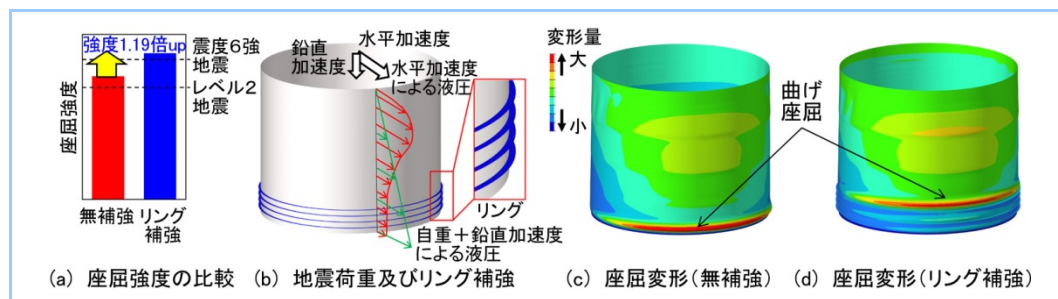 強度1.19倍up
震度6強
地震
レベル2
地震
座屈強度
無補強
リング
補強
(a) 座屈強度の比較
鉛直
加速度
水平加速度
水平加速度
による液圧
リング
自重+鉛直加速度
による液圧
(b) 地震荷重及びリング補強
変形量
大
小
曲げ
座屈
(c) 座屈変形(無補強)
(d) 座屈変形(リング補強)